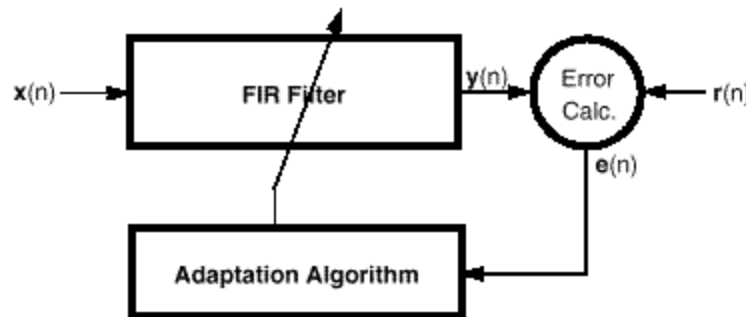 x(n)
FIR Filter
y(n)
Error
Calc.
r(n)
e(n)
Adaptation Algorithm